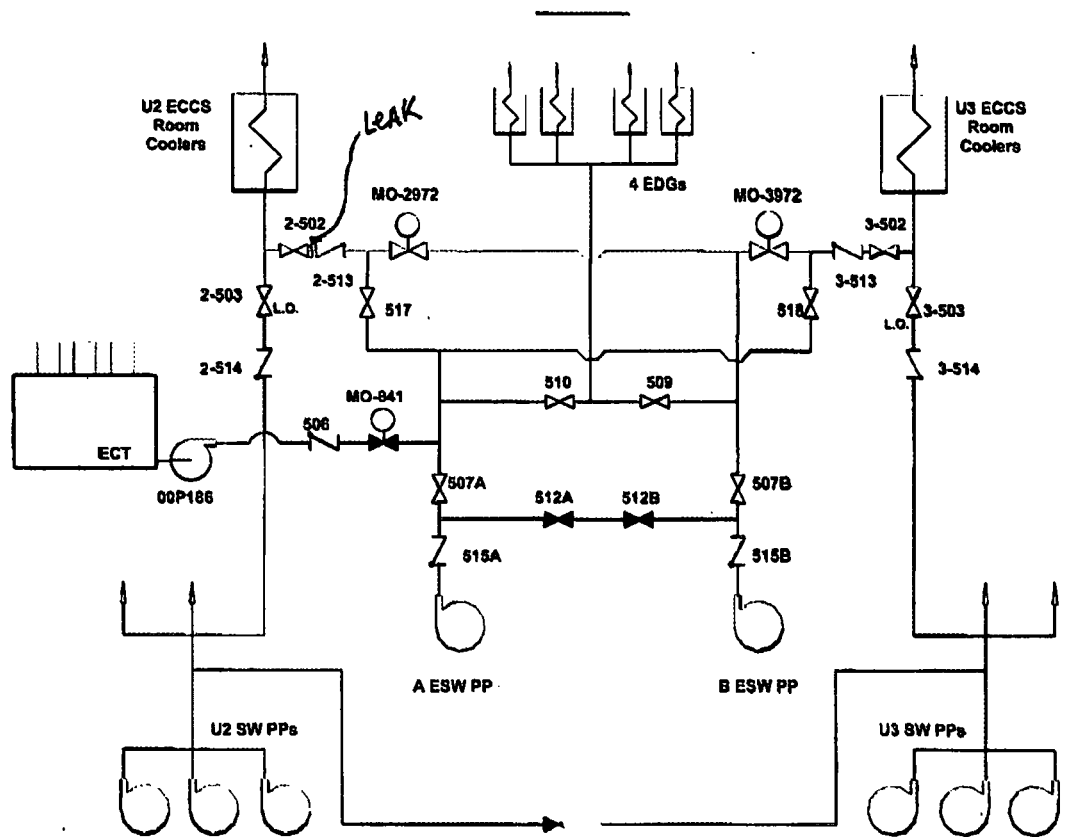 U2 ECCS
Room
Coolers
LEAK
4 EDGs
U3 ECCS
Room
Coolers
MO-2972
MO-3972
2-502
3-502
2-513
3-513
2-503
L.O.
517
518
3-503
L.O.
2-514
3-514
510
509
MO-841
506
ECT
00P186
507A
507B
512A
512B
515A
515B
A ESW PP
B ESW PP
U2 SW PPs
U3 SW PPs